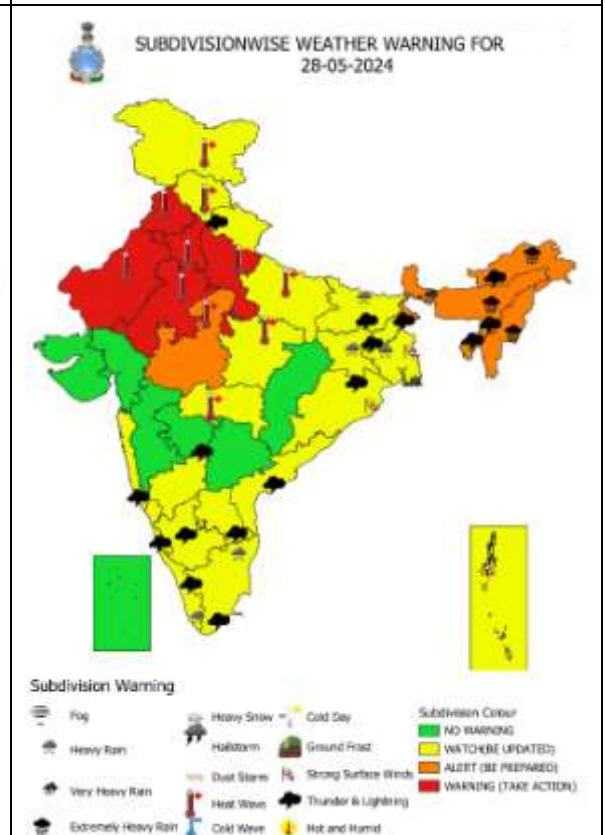 SUBDIVISIONWISE WEATHER WARNING FOR
28-05-2024
Subdivision Warning
Fog
Heavy Rain
Very Heavy Rain
Extremely Heavy Rain
Heavy Snow
Hailstorm
Dust Storm
Heat Wave
Cold Wave
Cold Day
Ground Frost
Strong Surface Winds
Thunder & Lightning
Hot and Humid
Subdivision Colour
NO WARNING
WATCH(BE UPDATED)
ALERT (BE PREPARED)
WARNING (TAKE ACTION)